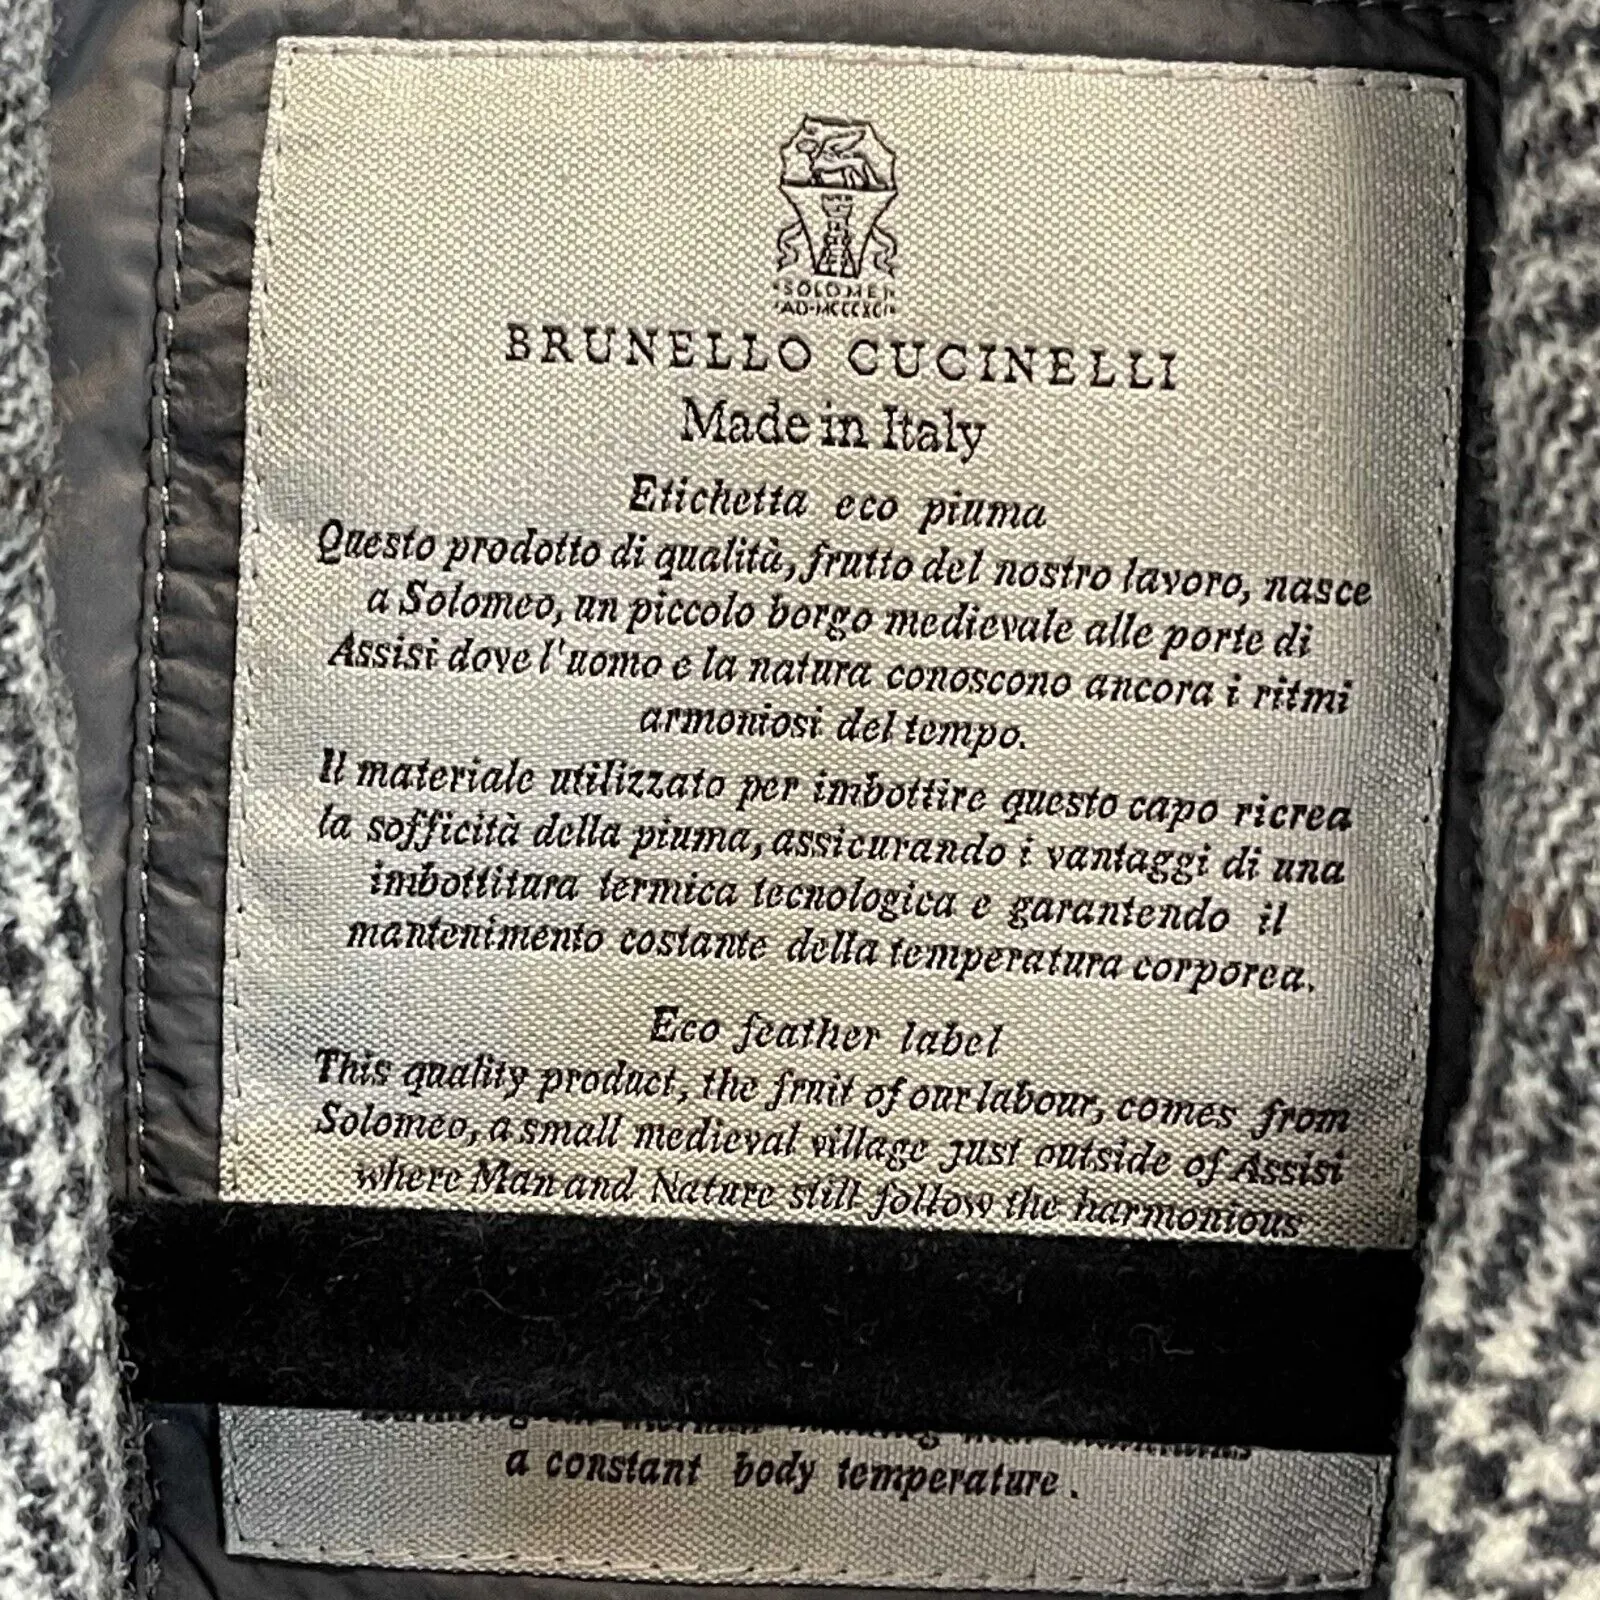 SOLOMEO
BRUNELLO CUCINELLI
Made in Italy
Etichetta eco piuma
Questo prodotto di qualità, frutto del nostro lavoro, nasce
a Solomeo, un piccolo borgo medievale alle porte di
Assisi dove l'uomo e la natura conoscono ancora i ritmi
armoniosi del tempo.
Il materiale utilizzato per imbottire questo capo ricrea
la sofficità della piuma, assicurando i vantaggi di una
imbottitura termica tecnologica e garantendo il
mantenimento costante della temperatura corporea.
Eco feather label
This quality product, the fruit of our labour, comes from
Solomeo, a small medieval village just outside of Assisi
where Man and Nature still follow the harmonious
a constant body temperature.